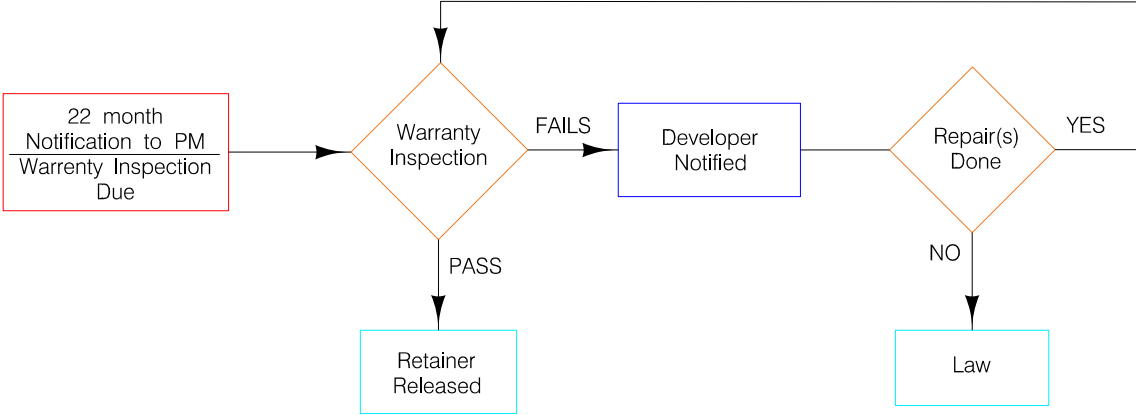 22 month
Notification to PM
Warrenty Inspection
Due
Warranty
Inspection
FAILS
Developer
Notified
Repair(s)
Done
YES
PASS
NO
Retainer
Released
Law